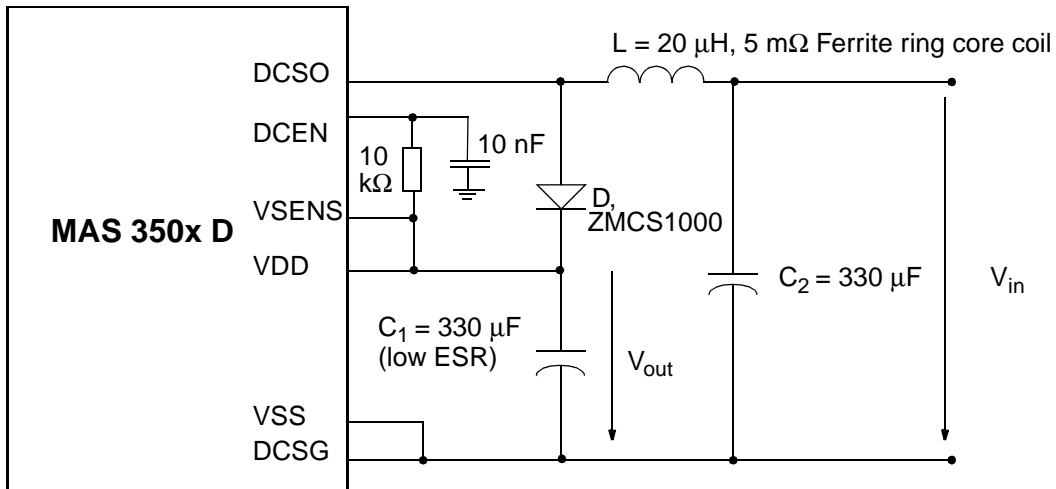 L = 20 µH, 5 mΩ Ferrite ring core coil
DCSO
DCEN
10 nF
10
kΩ
D,
ZMCS1000
VSENS
MAS 350x D
VDD
C2 = 330 µF
Vin
C1 = 330 µF
(low ESR)
Vout
VSS
DCSG